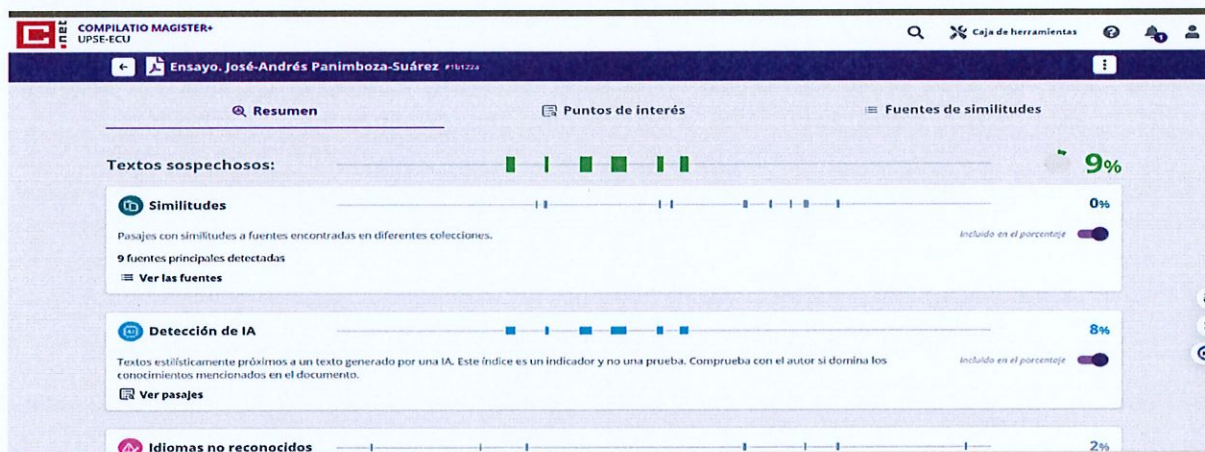 COMPILATIO MAGISTER+
.net
UPSE-ECU
Caja de herramientas
1
Ensayo. José-Andrés Panimboza-Suárez #1b122a
Resumen
Puntos de interés
Fuentes de similitudes
Textos sospechosos:
9%
Similitudes
0%
Pasajes con similitudes a fuentes encontradas en diferentes colecciones.
Incluido en el porcentaje
9 fuentes principales detectadas
Ver las fuentes
Detección de IA
8%
Textos estilísticamente próximos a un texto generado por una IA. Este índice es un indicador y no una prueba. Comprueba con el autor si domina los
conocimientos mencionados en el documento.
Incluido en el porcentaje
Ver pasajes
Idiomas no reconocidos
2%